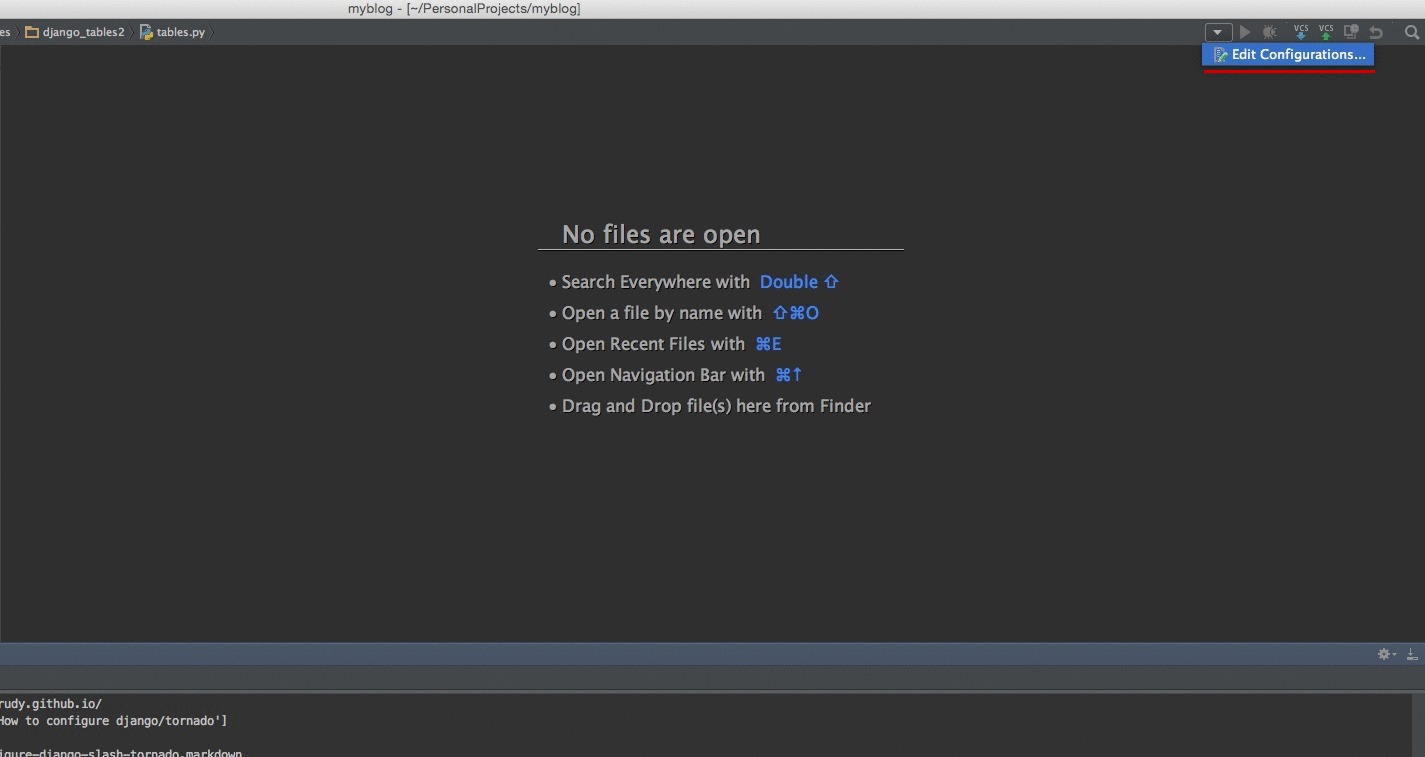 myblog - [~/PersonalProjects/myblog]
es django_tables2 tables.py
VCS VCS
Edit Configurations...
No files are open
• Search Everywhere with Double ⇧
• Open a file by name with ⇧⌘O
• Open Recent Files with ⌘E
• Open Navigation Bar with ⌘↑
• Drag and Drop file(s) here from Finder
rudy.github.io/
How to configure django/tornado']
igure-django-slash-tornado.markdown